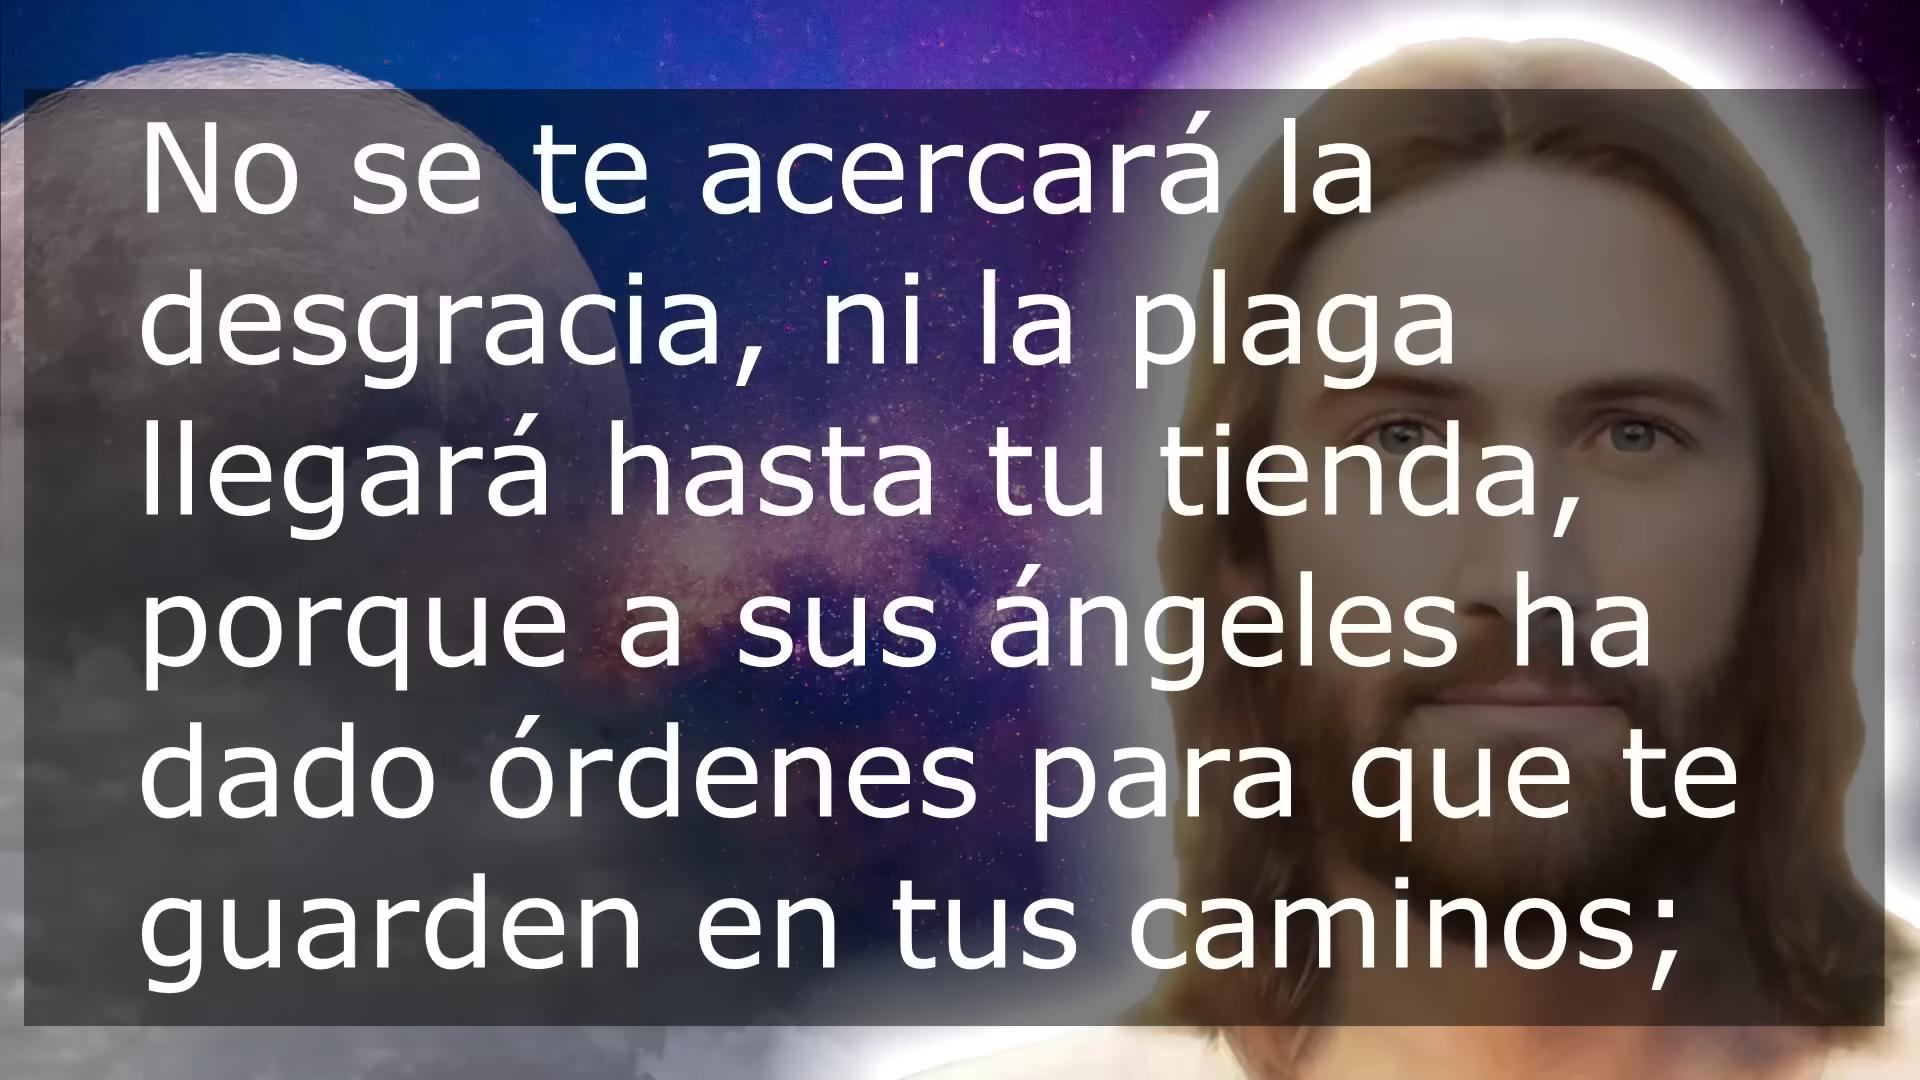 No se te acercará la
desgracia, ni la plaga
llegará hasta tu tienda,
porque a sus ángeles ha
dado órdenes para que te
guarden en tus caminos;